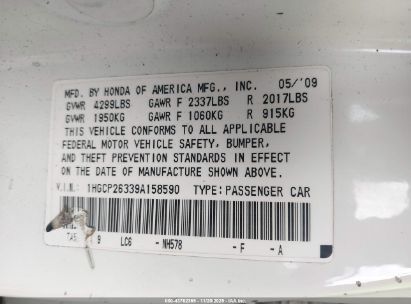 MFD. BY HONDA OF AMERICA MFG., INC. 05/'09
GVWR 4299LBS GAWR F 2337LBS R 2017LBS
GVWR 1950KG GAWR F 1060KG R 915KG
THIS VEHICLE CONFORMS TO ALL APPLICABLE
FEDERAL MOTOR VEHICLE SAFETY, BUMPER,
AND THEFT PREVENTION STANDARDS IN EFFECT
ON THE DATE OF MANUFACTURE SHOWN ABOVE.
V.I.N.: 1HGCP26339A158590 TYPE: PASSENGER CAR
9 LC6 -NH578 -F -A